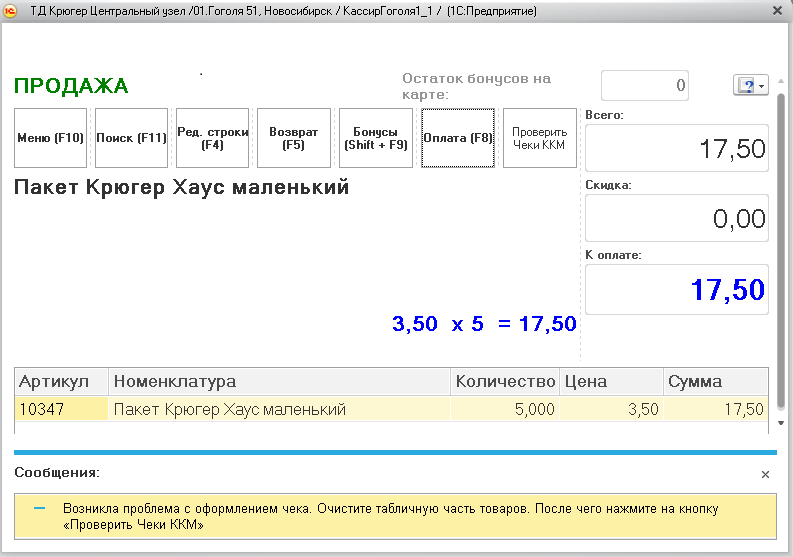 ТД Крюгер Центральный узел /01.Гоголя 51, Новосибирск / КассирГоголя1_1 / (1С:Предприятие)
ПРОДАЖА
Остаток бонусов на
карте:
0
Меню (F10)
Поиск (F11)
Ред. строки
(F4)
Возврат
(F5)
Бонусы
(Shift + F9)
Оплата (F8)
Проверить
Чеки ККМ
Всего:
17,50
Пакет Крюгер Хаус маленький
Скидка:
0,00
К оплате:
17,50
3,50 x 5 = 17,50
Артикул Номенклатура Количество Цена Сумма
10347 Пакет Крюгер Хаус маленький 5,000 3,50 17,50
Сообщения:
Возникла проблема с оформлением чека. Очистите табличную часть товаров. После чего нажмите на кнопку
«Проверить Чеки ККМ»